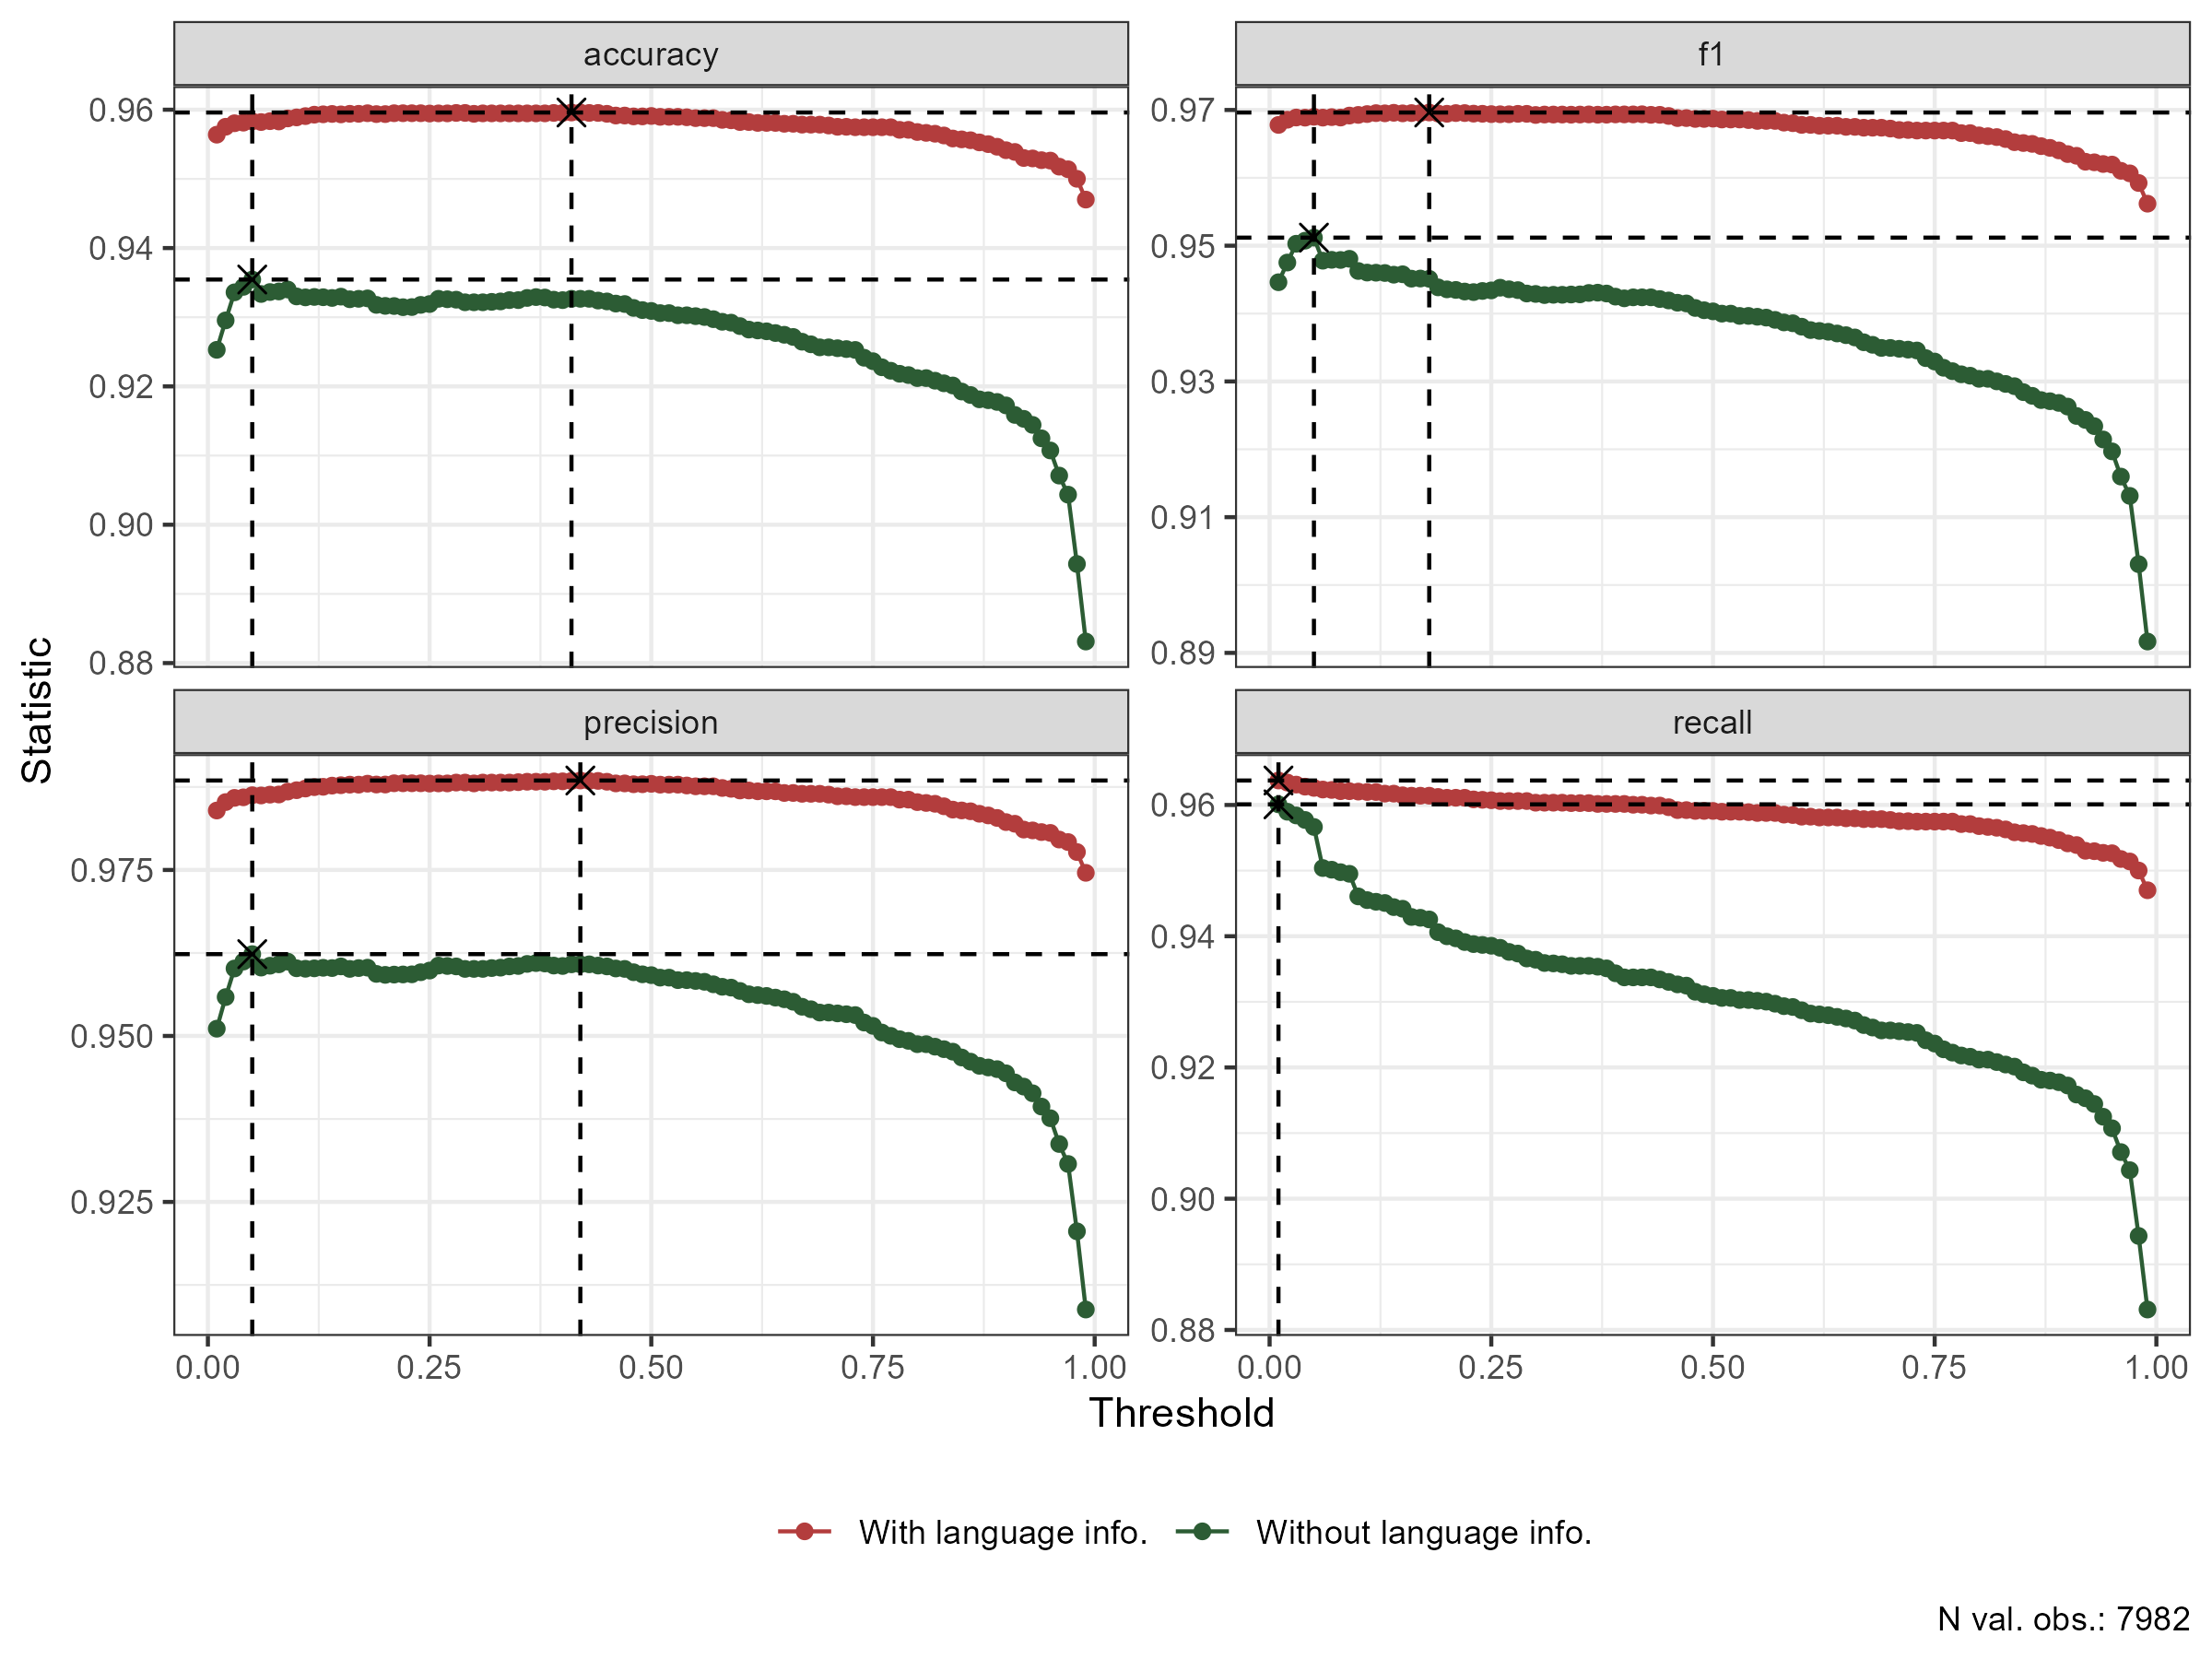 accuracy
f1
0.96
0.94
0.92
0.90
0.88
0.97
0.95
0.93
0.91
0.89
precision
recall
0.975
0.950
0.925
0.96
0.94
0.92
0.90
0.88
0.00 0.25 0.50 0.75 1.00
0.00 0.25 0.50 0.75 1.00
Statistic
Threshold
With language info. Without language info.
N val. obs.: 7982